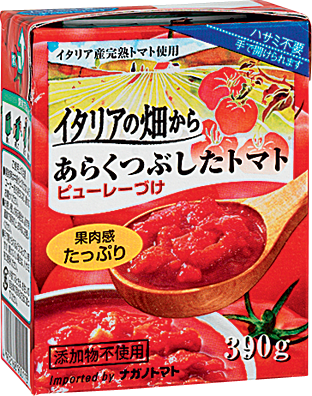 イタリア産完熟トマト使用
ハサミ不要
手で開けられます
イタリアの畑から
あらくつぶしたトマト
ピューレーづけ
果肉感
たっぷり
添加物不使用
390g
Imported by ナガノトマト